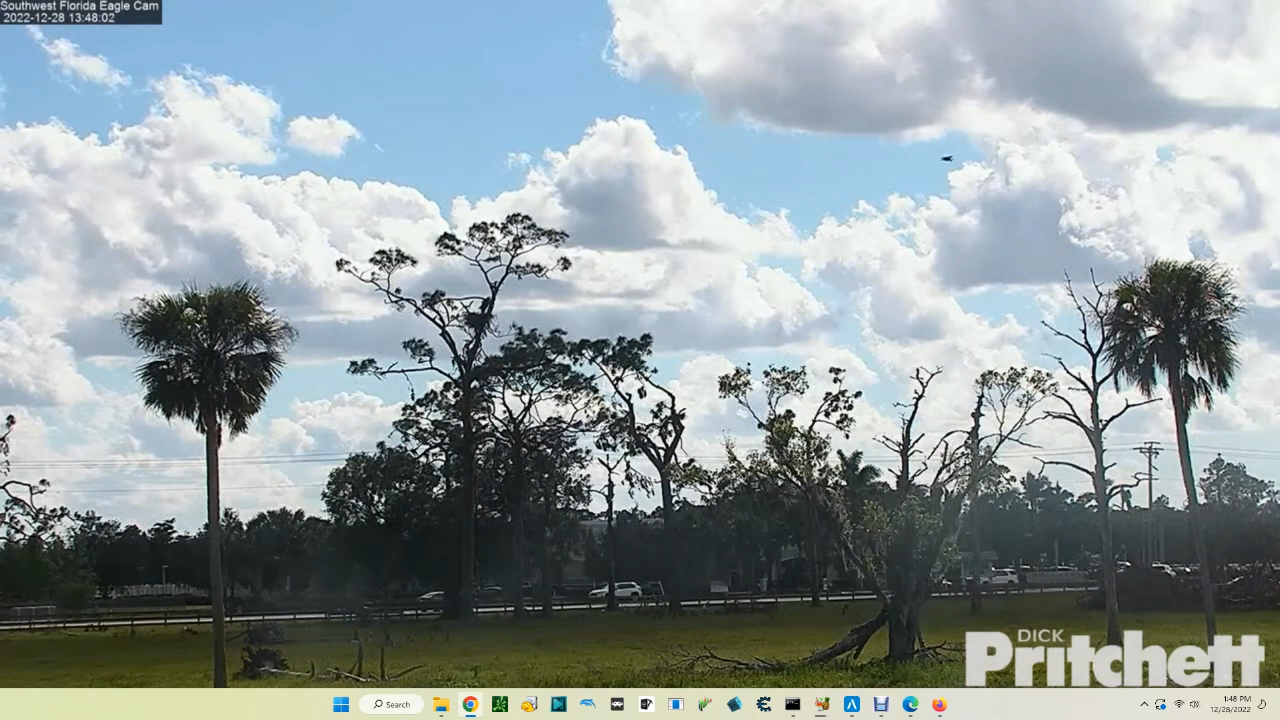 Southwest Florida Eagle Cam
2022-12-28 13:48:02
DICK
Pritchett
Search
1:48 PM
12/28/2022